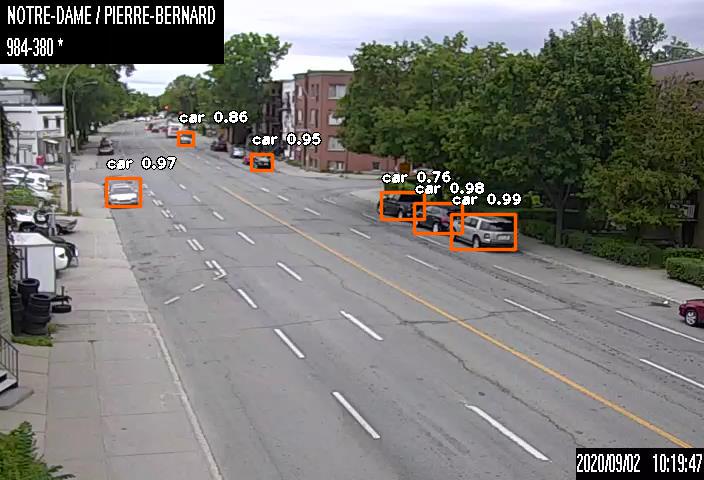 NOTRE-DAME / PIERRE-BERNARD
984-380 *
car 0.86
car 0.95
car 0.97
car 0.76
car 0.98
car 0.99
2020/09/02 10:19:47